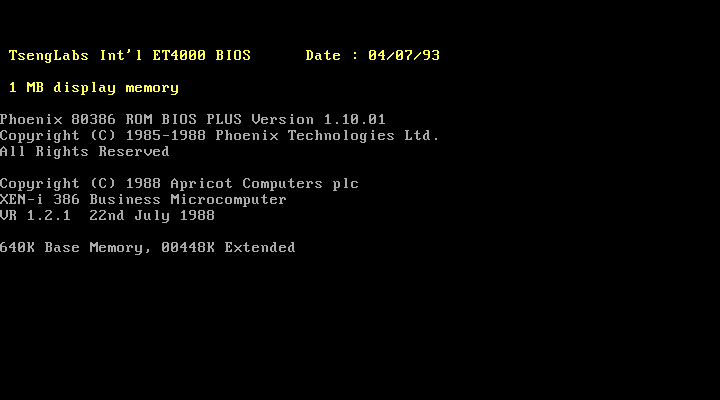 TsengLabs Int'l ET4000 BIOS Date : 04/07/93
1 MB display memory
Phoenix 80386 ROM BIOS PLUS Version 1.10.01
Copyright (C) 1985-1988 Phoenix Technologies Ltd.
All Rights Reserved
Copyright (C) 1988 Apricot Computers plc
XEN-i 386 Business Microcomputer
VR 1.2.1 22nd July 1988
640K Base Memory, 00448K Extended